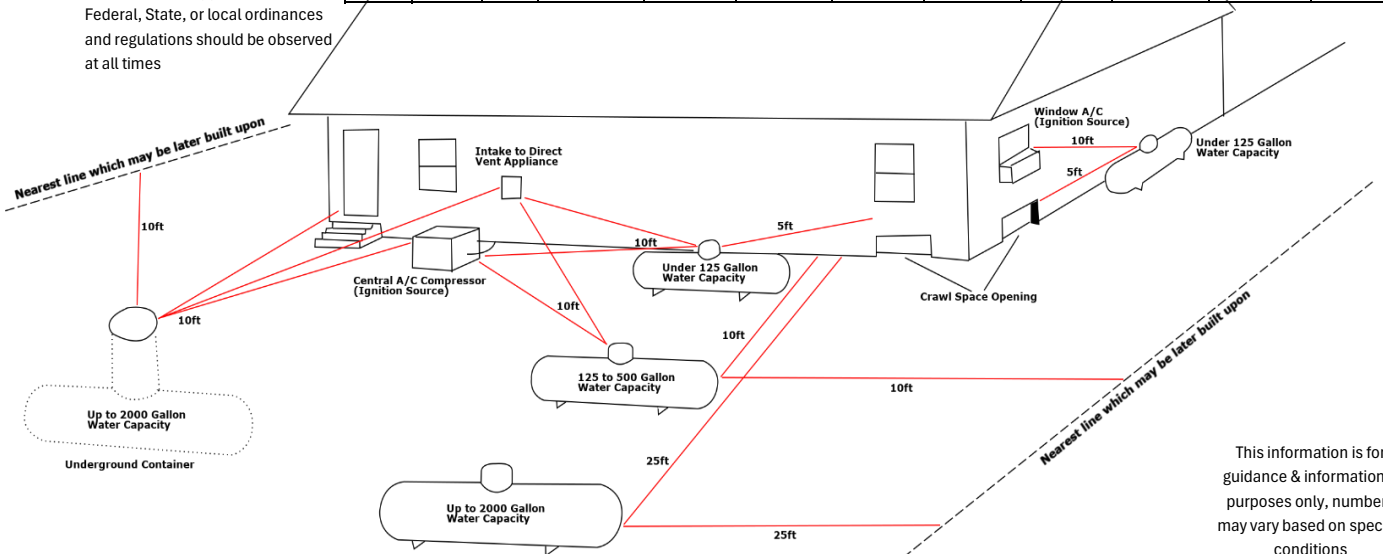 Federal, State, or local ordinances
and regulations should be observed
at all times
Nearest line which may be later built upon
10ft
10ft
Up to 2000 Gallon
Water Capacity
Underground Container
Intake to Direct
Vent Appliance
Central A/C Compressor
(Ignition Source)
10ft
5ft
Under 125 Gallon
Water Capacity
10ft
125 to 500 Gallon
Water Capacity
10ft
10ft
25ft
Up to 2000 Gallon
Water Capacity
25ft
Window A/C
(Ignition Source)
10ft
5ft
Under 125 Gallon
Water Capacity
Crawl Space Opening
Nearest line which may be later built upon
This information is for
guidance & information
purposes only, number
may vary based on spec
conditions